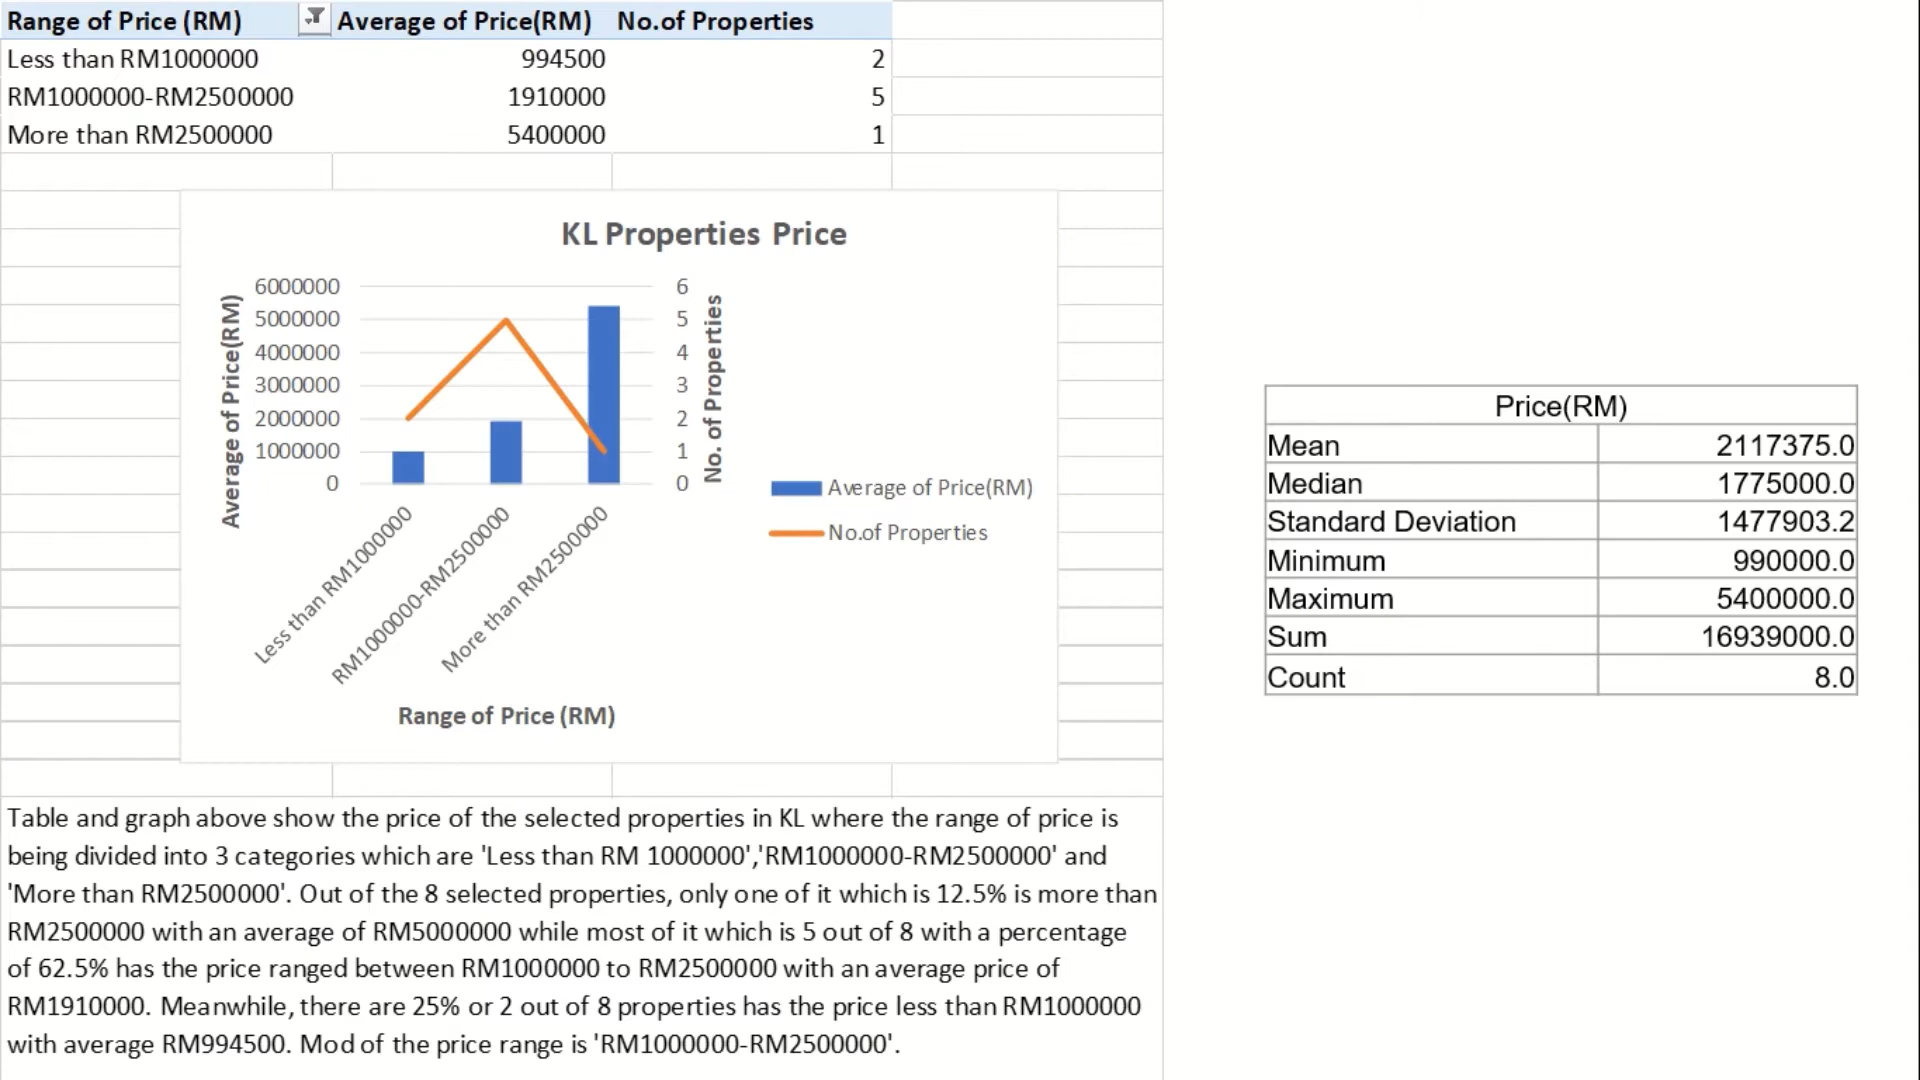 Range of Price (RM) Average of Price(RM) No.of Properties
Less than RM1000000 994500 2
RM1000000-RM2500000 1910000 5
More than RM2500000 5400000 1
KL Properties Price
Average of Price(RM)
6000000
5000000
4000000
3000000
2000000
1000000
0
6
5
4
3
2
1
0
No. of Properties
Less than RM1000000
RM1000000-RM2500000
More than RM2500000
Range of Price (RM)
Average of Price(RM)
No.of Properties
Table and graph above show the price of the selected properties in KL where the range of price is
being divided into 3 categories which are 'Less than RM 1000000','RM1000000-RM2500000' and
'More than RM2500000'. Out of the 8 selected properties, only one of it which is 12.5% is more than
RM2500000 with an average of RM5000000 while most of it which is 5 out of 8 with a percentage
of 62.5% has the price ranged between RM1000000 to RM2500000 with an average price of
RM1910000. Meanwhile, there are 25% or 2 out of 8 properties has the price less than RM1000000
with average RM994500. Mod of the price range is 'RM1000000-RM2500000'.
Price(RM)
Mean 2117375.0
Median 1775000.0
Standard Deviation 1477903.2
Minimum 990000.0
Maximum 5400000.0
Sum 16939000.0
Count 8.0